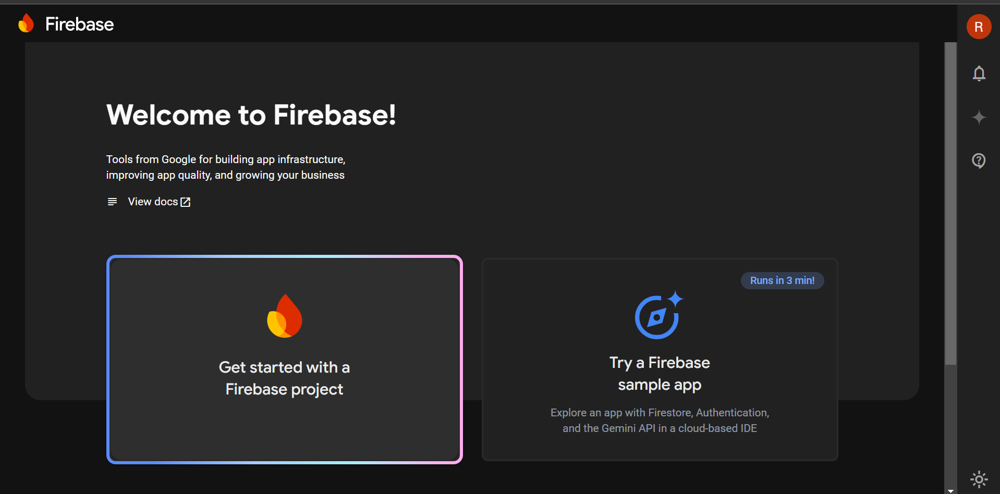 Firebase
R
Welcome to Firebase!
Tools from Google for building app infrastructure,
improving app quality, and growing your business
View docs
Get started with a
Firebase project
Runs in 3 min!
Try a Firebase
sample app
Explore an app with Firestore, Authentication,
and the Gemini API in a cloud-based IDE